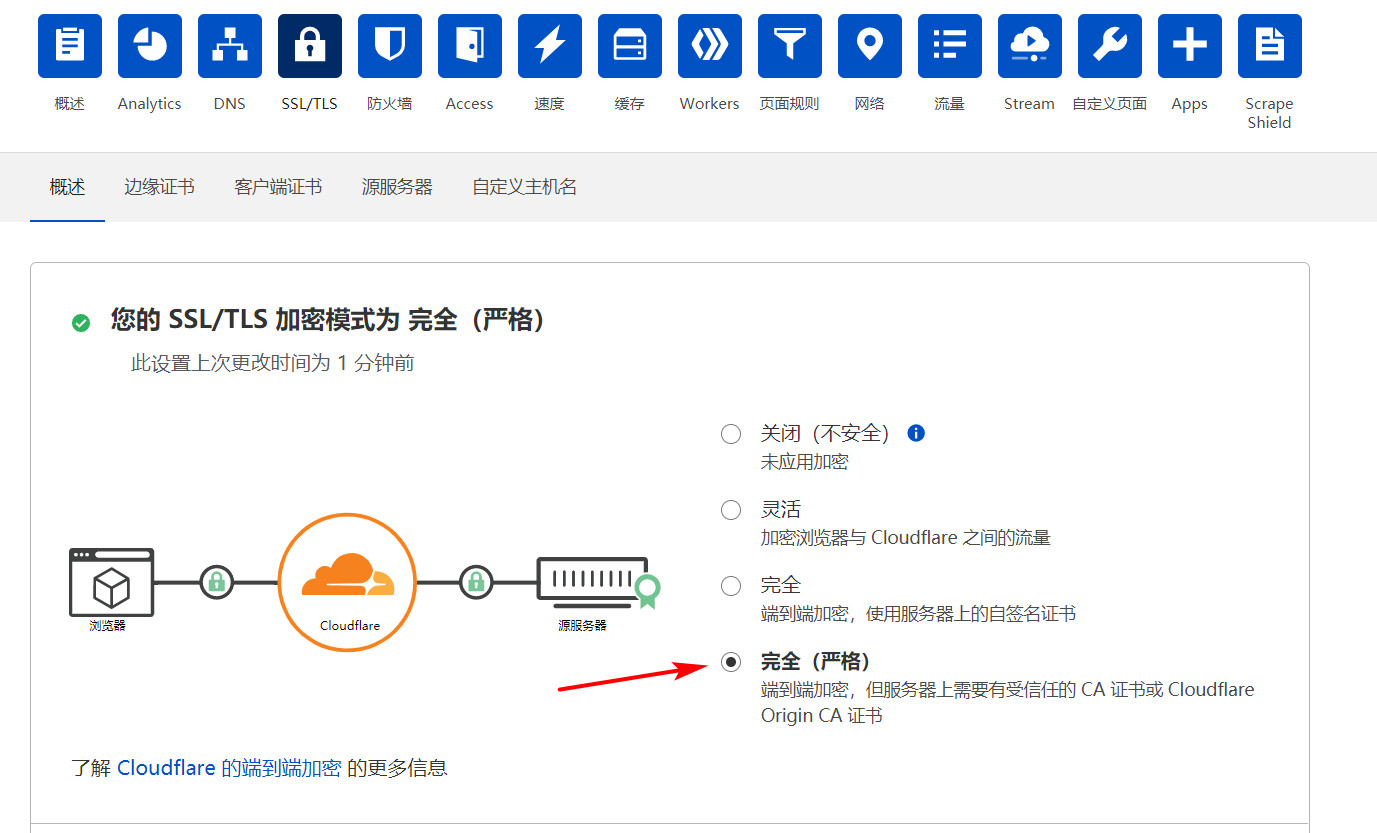 概述
Analytics
DNS
SSL/TLS
防火墙
Access
速度
缓存
Workers
页面规则
网络
流量
Stream
自定义页面
Apps
Scrape
Shield
概述
边缘证书
客户端证书
源服务器
自定义主机名
您的 SSL/TLS 加密模式为 完全（严格）
此设置上次更改时间为 1 分钟前
浏览器
Cloudflare
源服务器
关闭（不安全）
未应用加密
灵活
加密浏览器与 Cloudflare 之间的流量
完全
端到端加密，使用服务器上的自签名证书
完全（严格）
端到端加密，但服务器上需要有受信任的 CA 证书或 Cloudflare
Origin CA 证书
了解 Cloudflare 的端到端加密 的更多信息